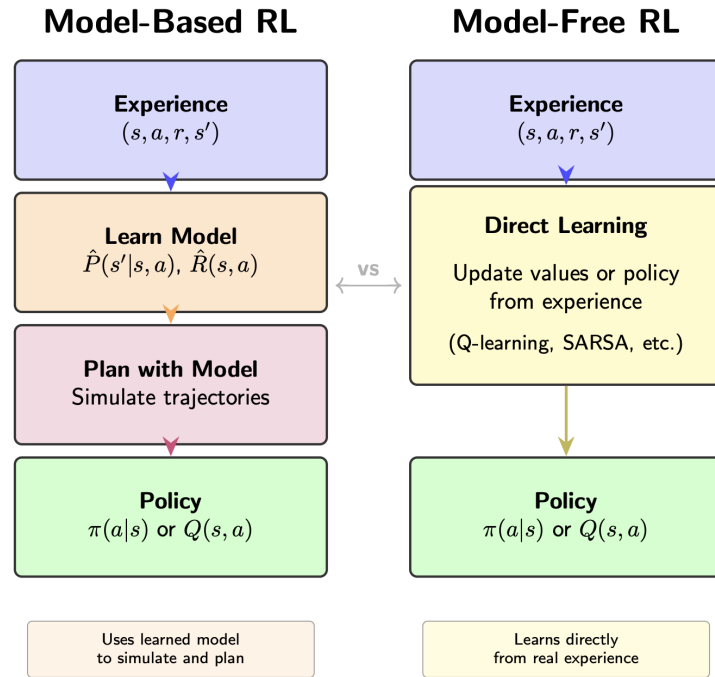 Model-Based RL
Experience
(s, a, r, s′)
Learn Model
P̂(s′|s, a), R̂(s, a)
Plan with Model
Simulate trajectories
Policy
π(a|s) or Q(s, a)
Uses learned model
to simulate and plan
vs
Model-Free RL
Experience
(s, a, r, s′)
Direct Learning
Update values or policy
from experience
(Q-learning, SARSA, etc.)
Policy
π(a|s) or Q(s, a)
Learns directly
from real experience